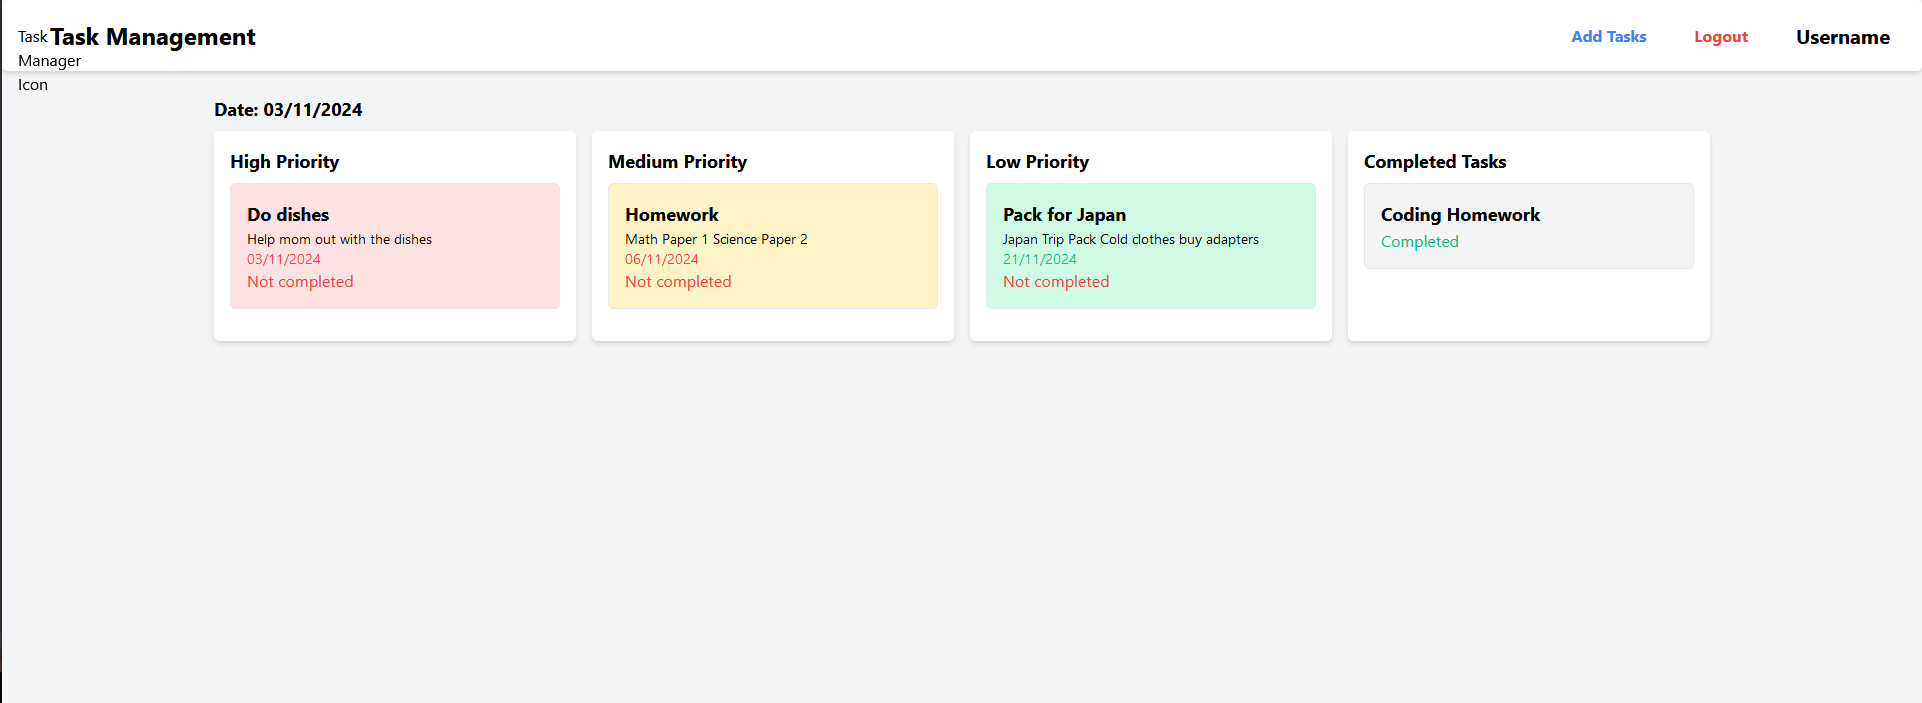 Task
Manager
Icon
Task Management
Add Tasks
Logout
Username
Date: 03/11/2024
High Priority
Do dishes
Help mom out with the dishes
03/11/2024
Not completed
Medium Priority
Homework
Math Paper 1 Science Paper 2
06/11/2024
Not completed
Low Priority
Pack for Japan
Japan Trip Pack Cold clothes buy adapters
21/11/2024
Not completed
Completed Tasks
Coding Homework
Completed